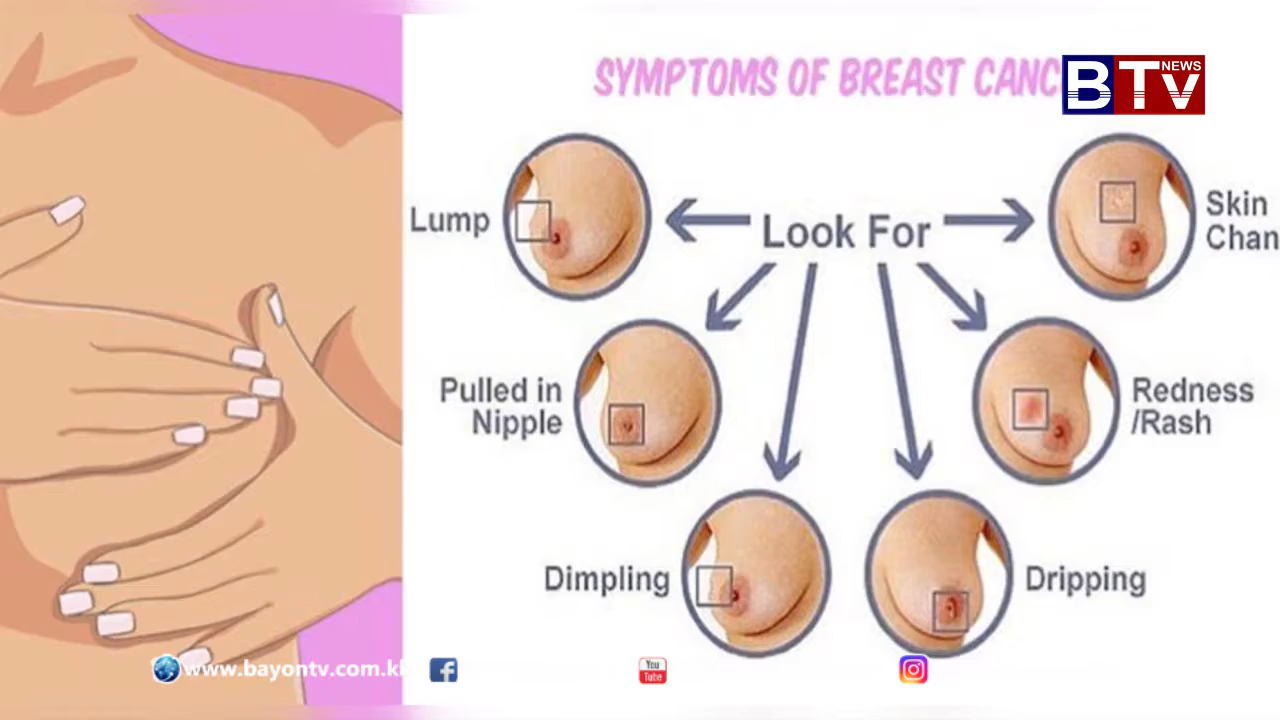 SYMPTOMS OF BREAST CANC
BTV NEWS
Lump
Look For
Skin
Chan
Pulled in
Nipple
Redness
/Rash
Dimpling
Dripping
www.bayontv.com.kh
You
Tube